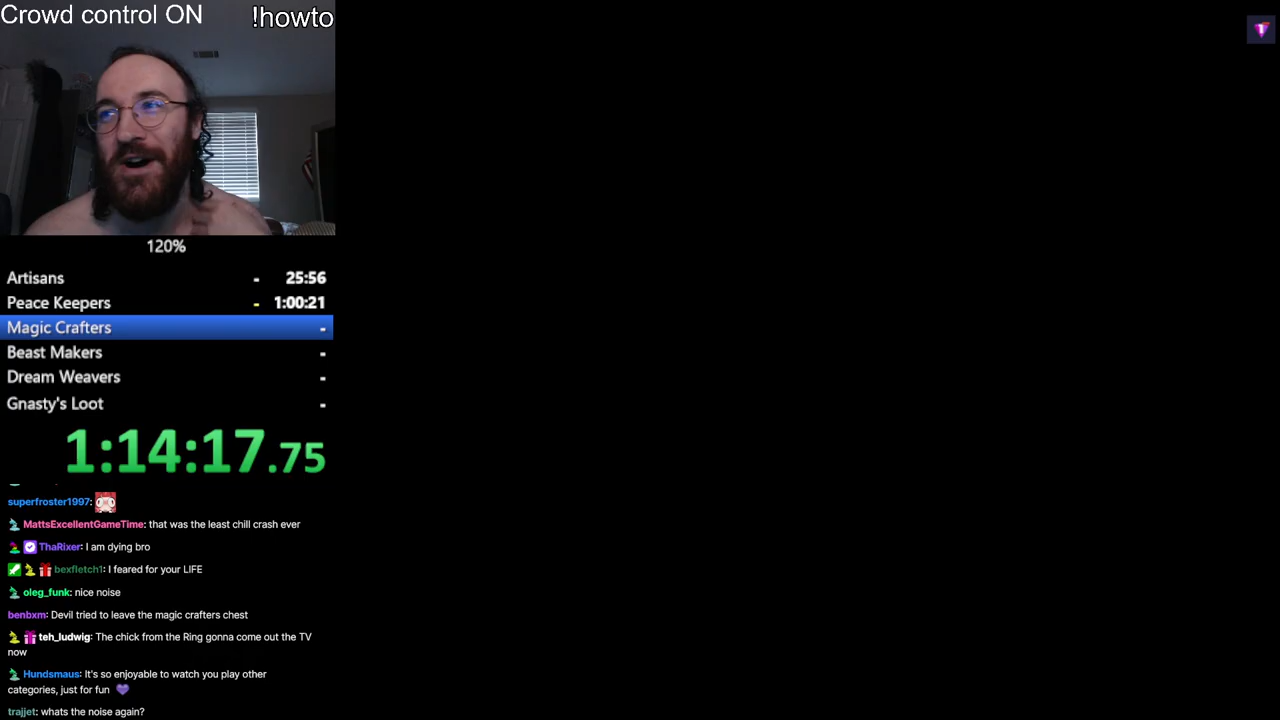 Crowd control ON !howto
120%
Artisans - 25:56
Peace Keepers - 1:00:21
Magic Crafters -
Beast Makers -
Dream Weavers -
Gnasty's Loot -
1:14:17.75
superfroster1997:
MattsExcellentGameTime: that was the least chill crash ever
ThaRixer: I am dying bro
bexfletch1: I feared for your LIFE
oleg_funk: nice noise
benbxm: Devil tried to leave the magic crafters chest
teh_ludwig: The chick from the Ring gonna come out the TV
now
Hundsmaus: It's so enjoyable to watch you play other
categories, just for fun
trajjet: whats the noise again?